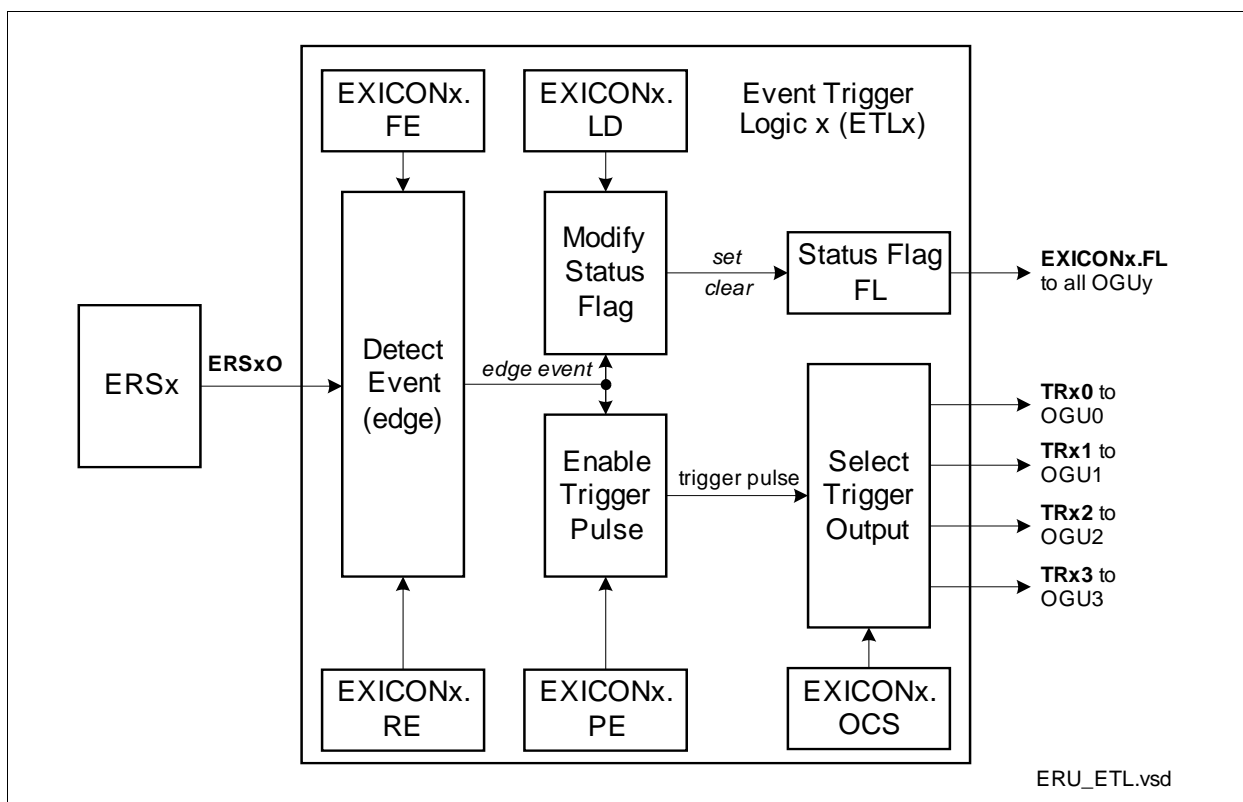 EXICONx.
FE
EXICONx.
LD
Event Trigger
Logic x (ETLx)
Modify
Status
Flag
set
clear
Status Flag
FL
EXICONx.FL
to all OGUy
ERSx
ERSxO
Detect
Event
(edge)
edge event
Enable
Trigger
Pulse
trigger pulse
Select
Trigger
Output
TRx0 to
OGU0
TRx1 to
OGU1
TRx2 to
OGU2
TRx3 to
OGU3
EXICONx.
RE
EXICONx.
PE
EXICONx.
OCS
ERU_ETL.vsd